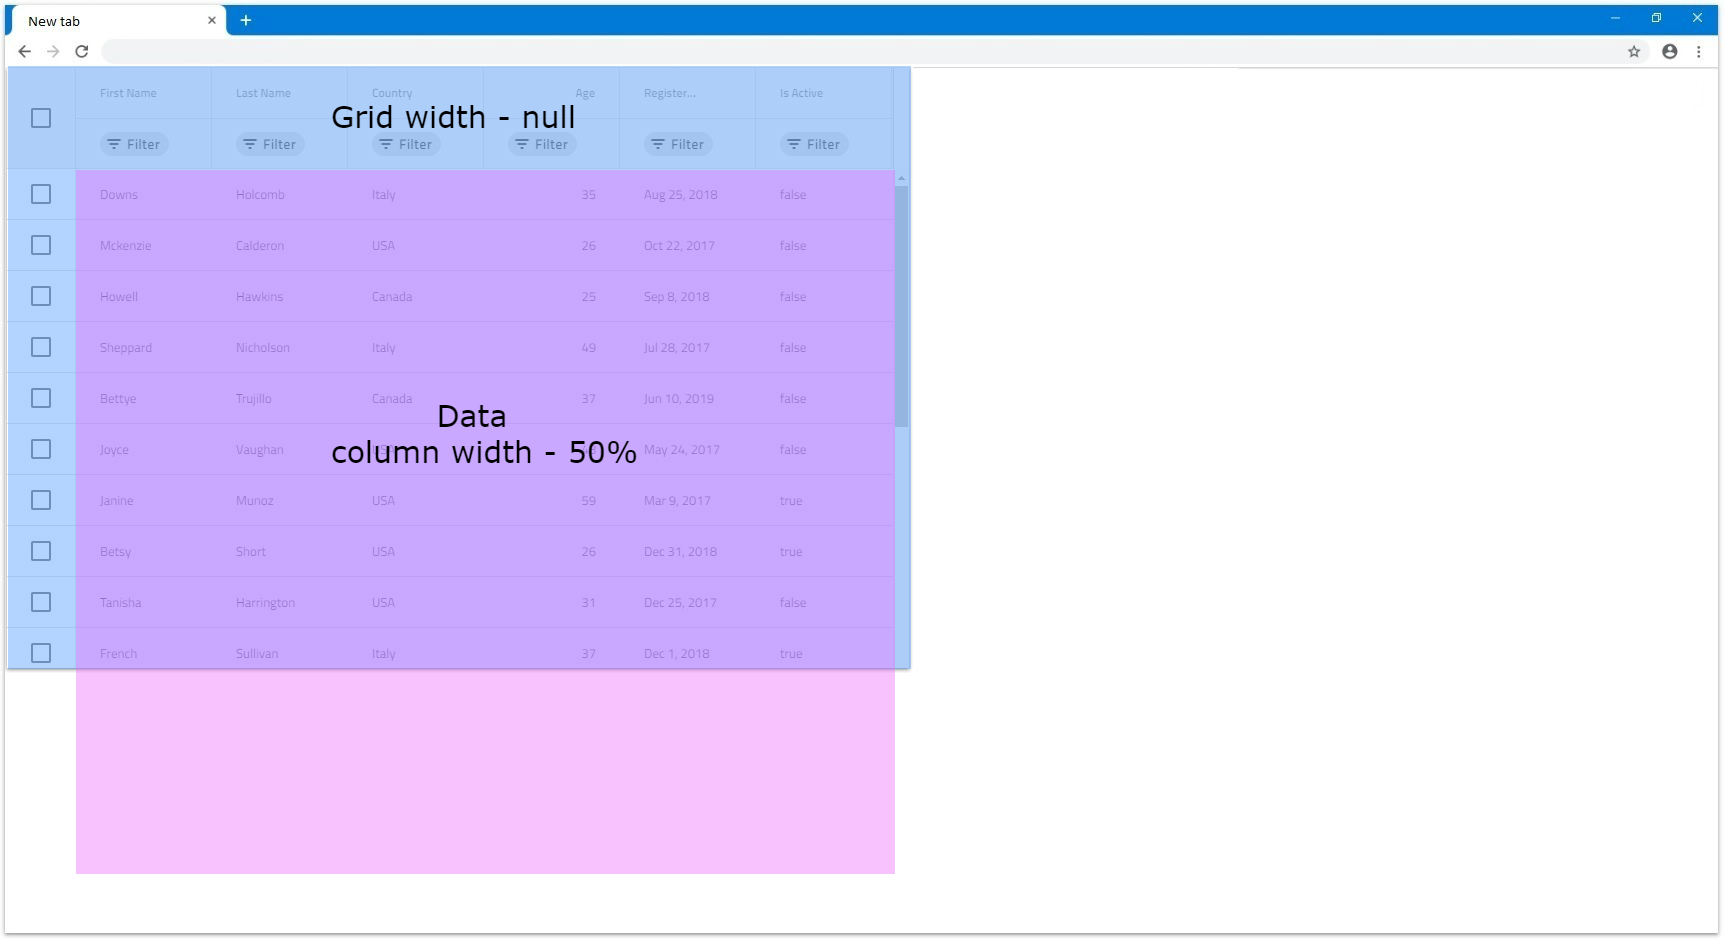 New tab
First Name Last Name Country Age Register... Is Active
Grid width - null
Filter Filter Filter Filter Filter Filter
Downs Holcomb Italy 35 Aug 25, 2018 false
Mckenzie Calderon USA 26 Oct 22, 2017 false
Howell Hawkins Canada 25 Sep 8, 2018 false
Sheppard Nicholson Italy 49 Jul 28, 2017 false
Bettye Trujillo Canada 37 Jun 10, 2019 false
Data
Joyce Vaughan May 24, 2017 false
column width - 50%
Janine Munoz USA 59 Mar 9, 2017 true
Betsy Short USA 26 Dec 31, 2018 true
Tanisha Harrington USA 31 Dec 25, 2017 false
French Sullivan Italy 37 Dec 1, 2018 true